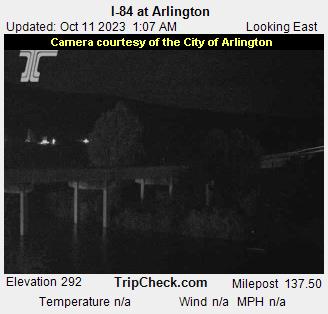 I-84 at Arlington
Updated: Oct 11 2023 1:07 AM Looking East
Camera courtesy of the City of Arlington
Elevation 292 TripCheck.com Milepost 137.50
Temperature n/a Wind n/a MPH n/a